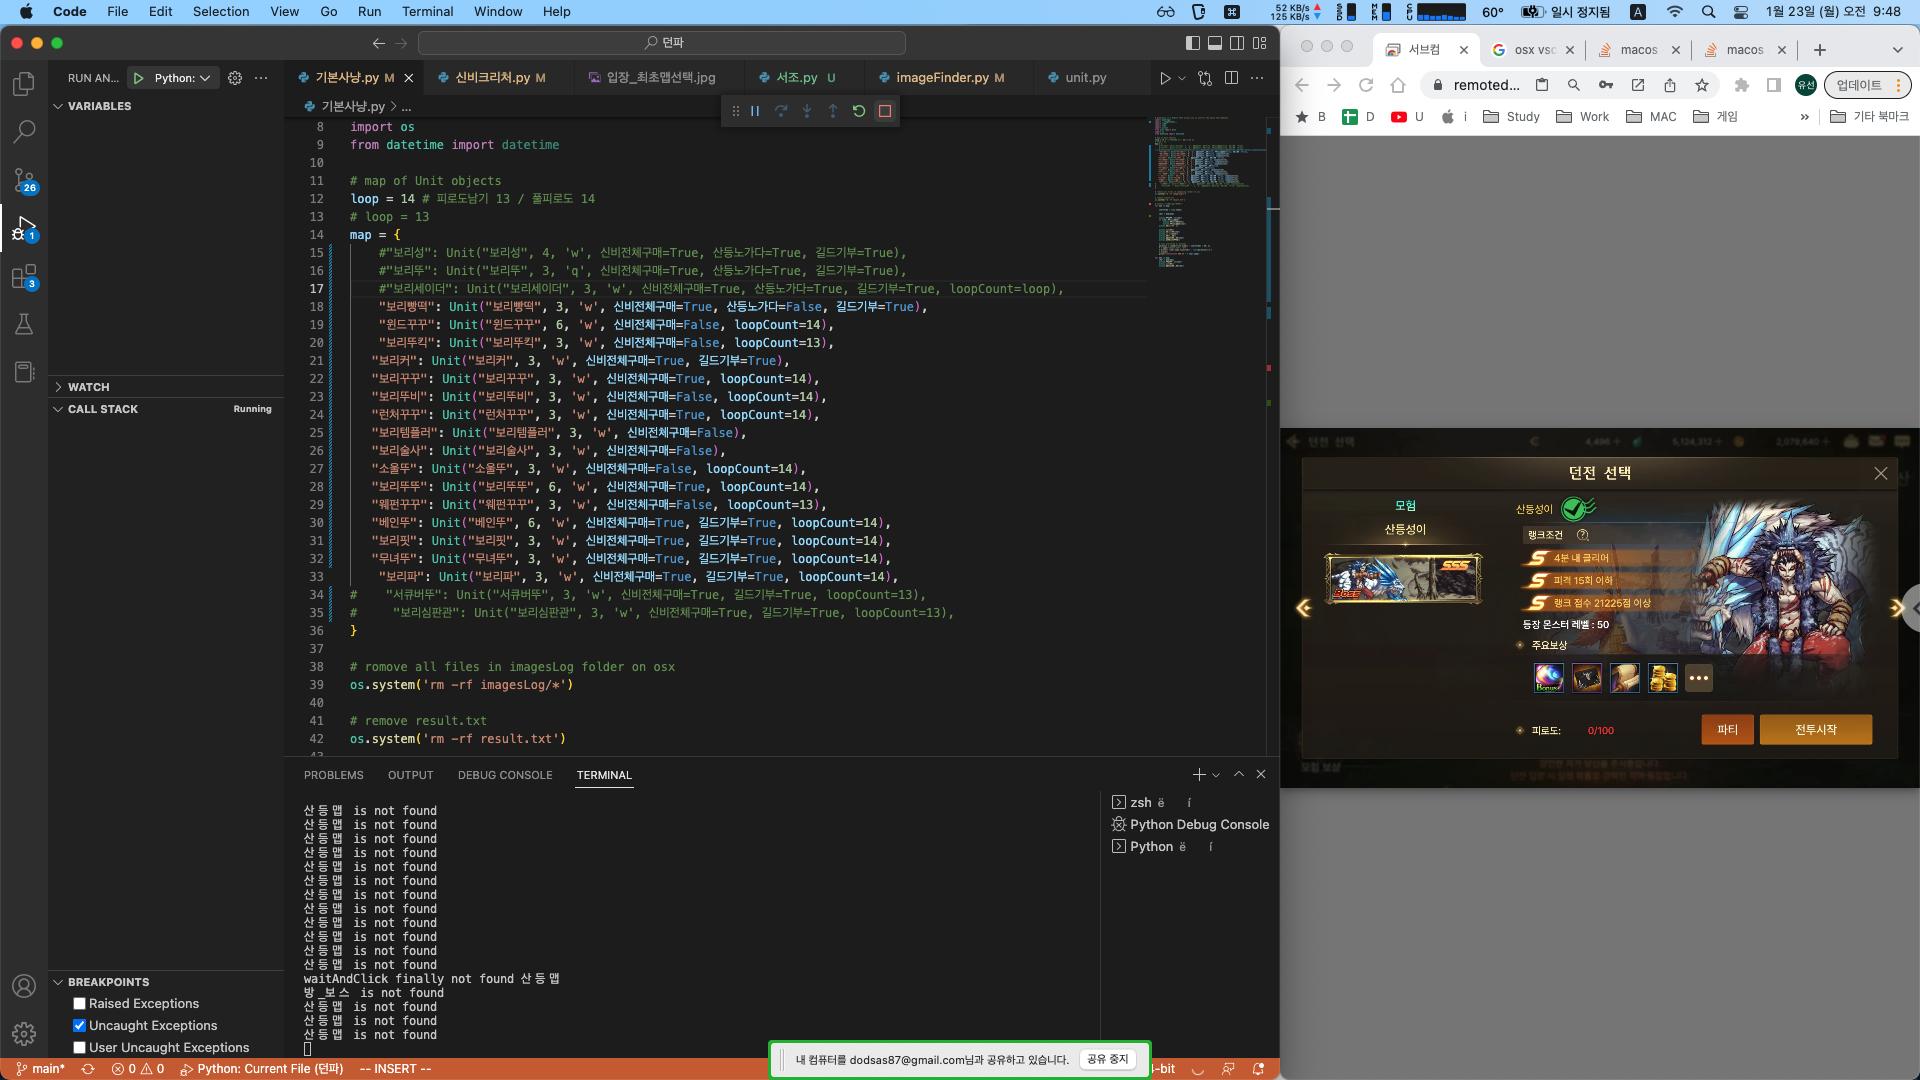 Code File Edit Selection View Go Run Terminal Window Help
52 KB/s 125 KB/s SSD MEM CPU 60° 일시 정지됨 A 1월 23일 (월) 오전 9:48
던파
RUN AN... Python:
기본사냥.py M 신비크리처.py M 입장_최초맵선택.jpg 서조.py U imageFinder.py M unit.py
기본사냥.py > ...
VARIABLES
WATCH
CALL STACK Running
BREAKPOINTS
Raised Exceptions
Uncaught Exceptions
User Uncaught Exceptions
26
1
3
8 import os
9 from datetime import datetime
10
11 # map of Unit objects
12 loop = 14 # 피로도남기 13 / 풀피로도 14
13 # loop = 13
14 map = {
15 #"보리성": Unit("보리성", 4, 'w', 신비전체구매=True, 산등노가다=True, 길드기부=True),
16 #"보리뚜": Unit("보리뚜", 3, 'q', 신비전체구매=True, 산등노가다=True, 길드기부=True),
17 #"보리세이더": Unit("보리세이더", 3, 'w', 신비전체구매=True, 산등노가다=True, 길드기부=True, loopCount=loop),
18 "보리빵떡": Unit("보리빵떡", 3, 'w', 신비전체구매=True, 산등노가다=False, 길드기부=True),
19 "윈드꾸꾸": Unit("윈드꾸꾸", 6, 'w', 신비전체구매=False, loopCount=14),
20 "보리뚜킥": Unit("보리뚜킥", 3, 'w', 신비전체구매=False, loopCount=13),
21 "보리커": Unit("보리커", 3, 'w', 신비전체구매=True, 길드기부=True),
22 "보리꾸꾸": Unit("보리꾸꾸", 3, 'w', 신비전체구매=True, loopCount=14),
23 "보리뚜비": Unit("보리뚜비", 3, 'w', 신비전체구매=False, loopCount=14),
24 "런처꾸꾸": Unit("런처꾸꾸", 3, 'w', 신비전체구매=True, loopCount=14),
25 "보리템플러": Unit("보리템플러", 3, 'w', 신비전체구매=False),
26 "보리술사": Unit("보리술사", 3, 'w', 신비전체구매=False),
27 "소울뚜": Unit("소울뚜", 3, 'w', 신비전체구매=False, loopCount=14),
28 "보리뚜뚜": Unit("보리뚜뚜", 6, 'w', 신비전체구매=True, loopCount=14),
29 "웨펀꾸꾸": Unit("웨펀꾸꾸", 3, 'w', 신비전체구매=False, loopCount=13),
30 "베인뚜": Unit("베인뚜", 6, 'w', 신비전체구매=True, 길드기부=True, loopCount=14),
31 "보리핏": Unit("보리핏", 3, 'w', 신비전체구매=True, 길드기부=True, loopCount=14),
32 "무녀뚜": Unit("무녀뚜", 3, 'w', 신비전체구매=True, 길드기부=True, loopCount=14),
33 "보리파": Unit("보리파", 3, 'w', 신비전체구매=True, 길드기부=True, loopCount=14),
34 # "서큐버뚜": Unit("서큐버뚜", 3, 'w', 신비전체구매=True, 길드기부=True, loopCount=13),
35 # "보리심판관": Unit("보리심판관", 3, 'w', 신비전체구매=True, 길드기부=True, loopCount=13),
36 }
37
38 # romove all files in imagesLog folder on osx
39 os.system('rm -rf imagesLog/*')
40
41 # remove result.txt
42 os.system('rm -rf result.txt')
43
PROBLEMS OUTPUT DEBUG CONSOLE TERMINAL
산등맵 is not found
산등맵 is not found
산등맵 is not found
산등맵 is not found
산등맵 is not found
산등맵 is not found
산등맵 is not found
산등맵 is not found
산등맵 is not found
산등맵 is not found
산등맵 is not found
산등맵 is not found
waitAndClick finally not found 산등맵
방_보스 is not found
산등맵 is not found
산등맵 is not found
산등맵 is not found
zsh ë í
Python Debug Console
Python ë í
main* 0 0 Python: Current File (던파) -- INSERT -- 4-bit
내 컴퓨터를 dodsas87@gmail.com님과 공유하고 있습니다. 공유 중지
서브컴 osx vsc macos macos
remoted... 유선 업데이트
B D U i Study Work MAC 게임 » 기타 북마크
던전 선택 4,496 5,124,312 2,079,640
던전 선택
모험
산등성이
SSS
BOSS
산등성이
랭크조건
S 4분 내 클리어
S 피격 15회 이하
S 랭크 점수 21225점 이상
등장 몬스터 레벨 : 50
주요보상
Bonus
피로도: 0/100 파티 전투시작
모험 보상